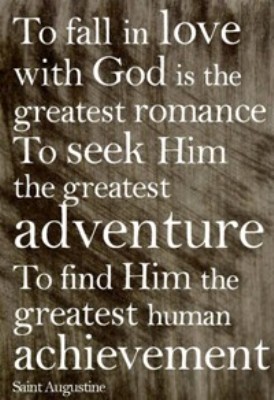 To fall in love
with God is the
greatest romance
To seek Him
the greatest
adventure
To find Him the
greatest human
achievement
Saint Augustine